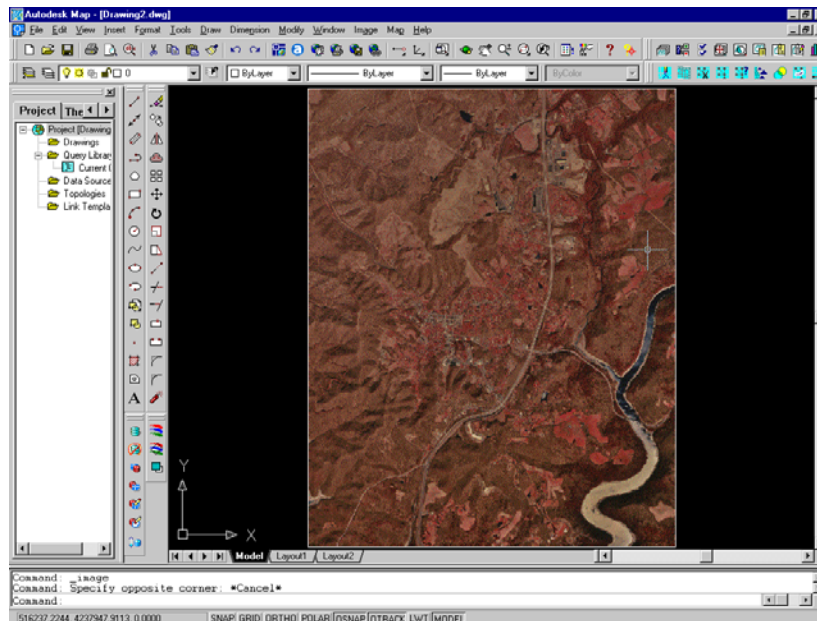 Autodesk Map - [Drawing2.dwg]
File Edit View Insert Format Tools Draw Dimension Modify Window Image Map Help
0 ByLayer ByLayer ByLayer ByColor
Project The
Project [Drawing
Drawings
Query Library
Current
Data Source
Topologies
Link Templa
A
Y
X
Model Layout1 Layout2
Command: _image
Command: Specify opposite corner: *Cancel*
Command:
516237.2244, 4237947.9113, 0.0000 SNAP GRID ORTHO POLAR OSNAP OTRACK LWT MODEL